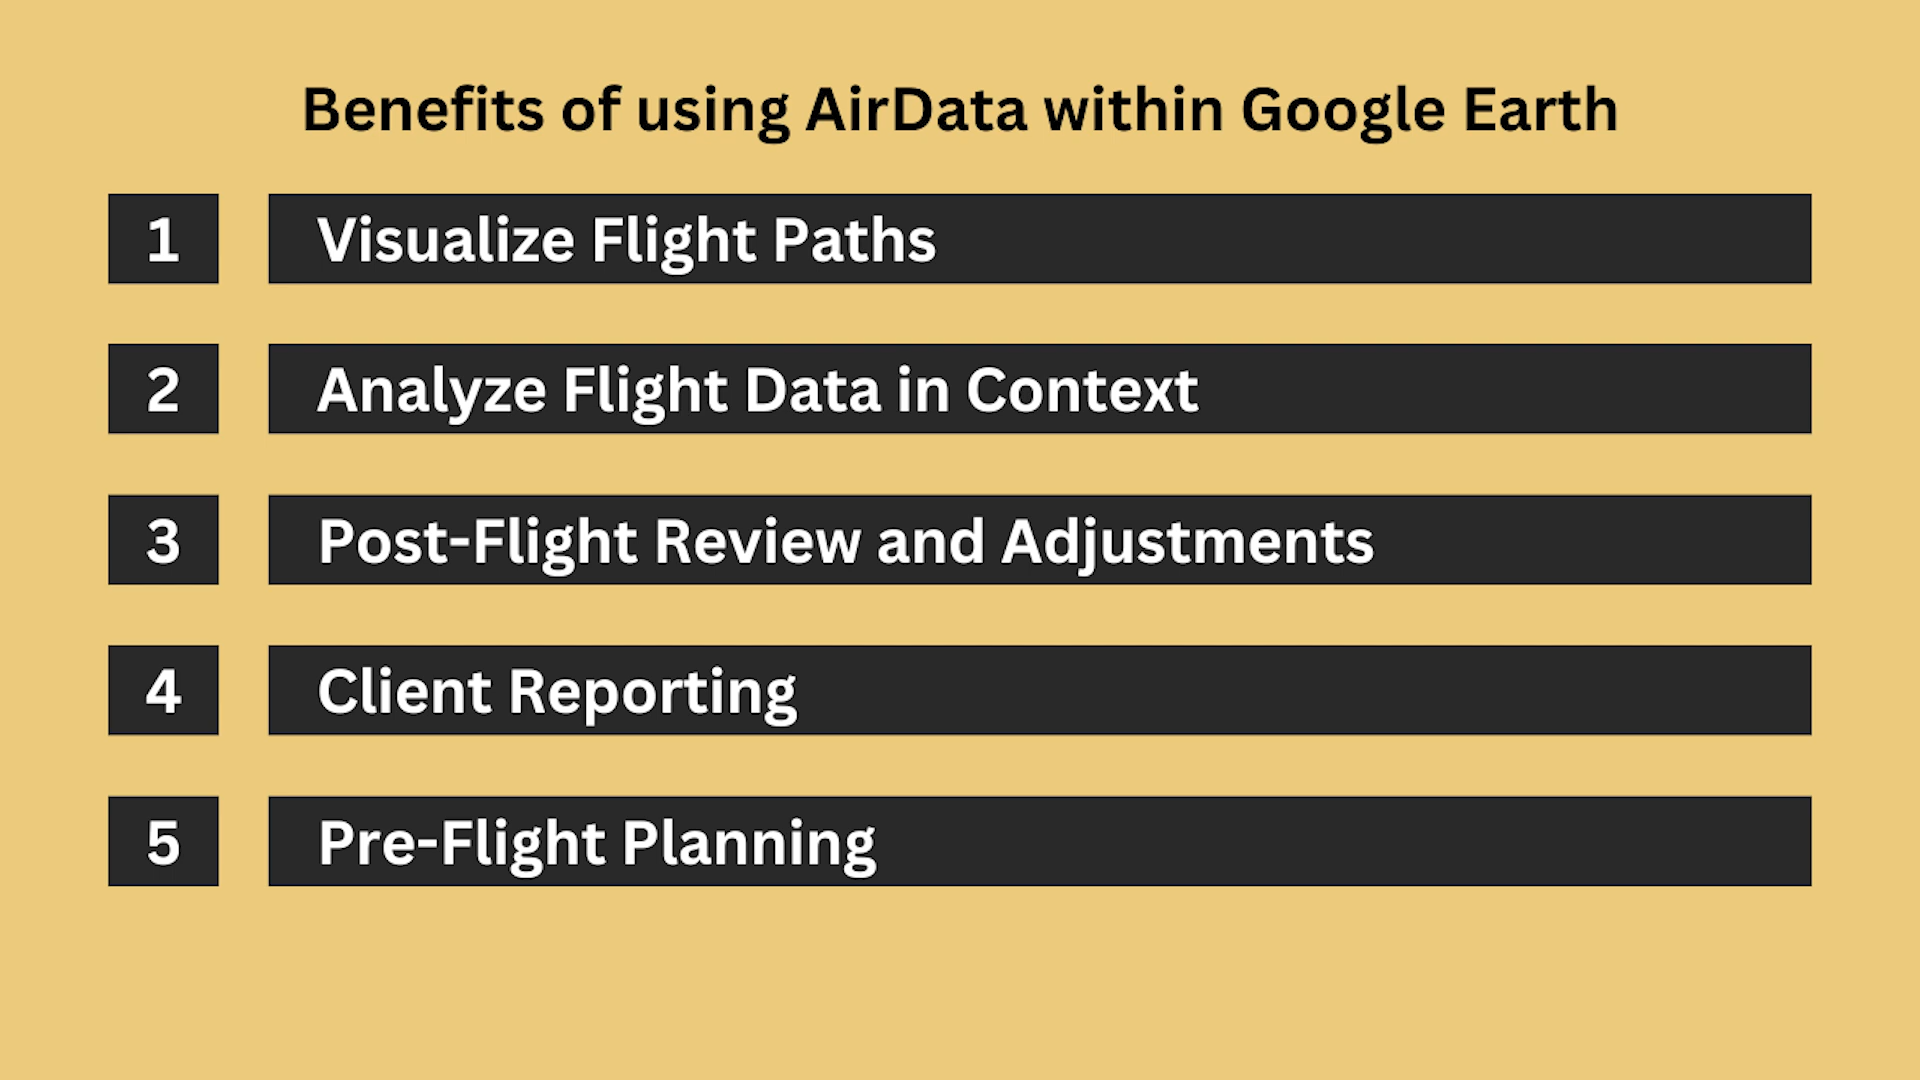 Benefits of using AirData within Google Earth
1 Visualize Flight Paths
2 Analyze Flight Data in Context
3 Post-Flight Review and Adjustments
4 Client Reporting
5 Pre-Flight Planning